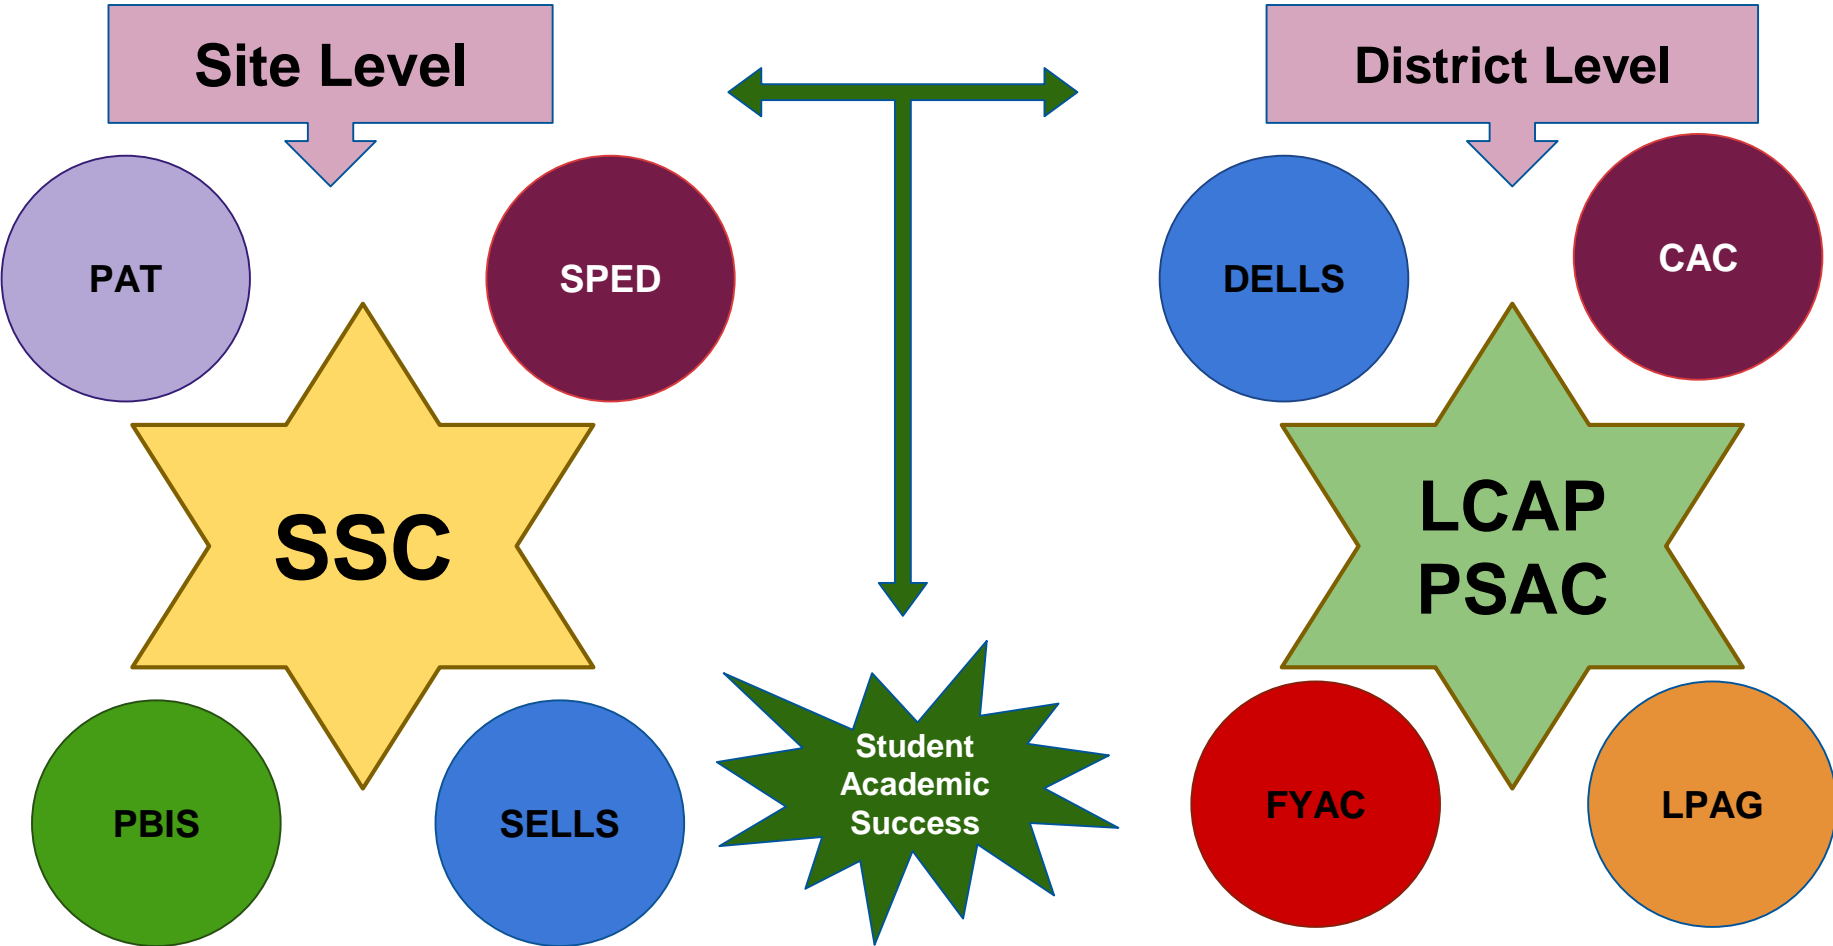 Site Level
District Level
PAT
SPED
DELLS
CAC
SSC
LCAP
PSAC
PBIS
SELLS
Student
Academic
Success
FYAC
LPAG